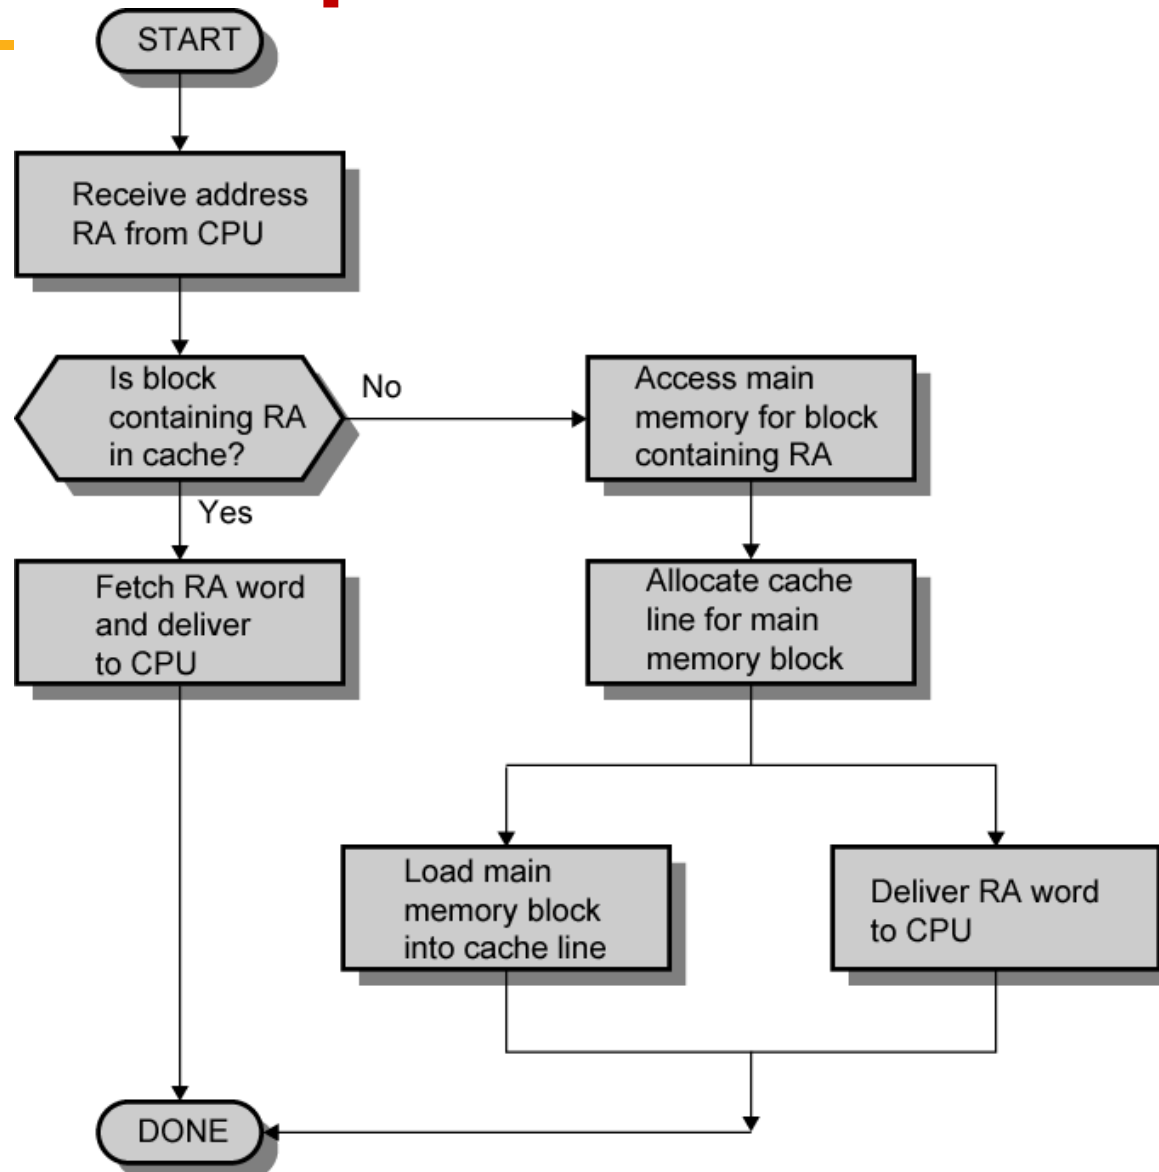 START
Receive address
RA from CPU
Is block
containing RA
in cache?
No
Access main
memory for block
containing RA
Yes
Fetch RA word
and deliver
to CPU
Allocate cache
line for main
memory block
Load main
memory block
into cache line
Deliver RA word
to CPU
DONE